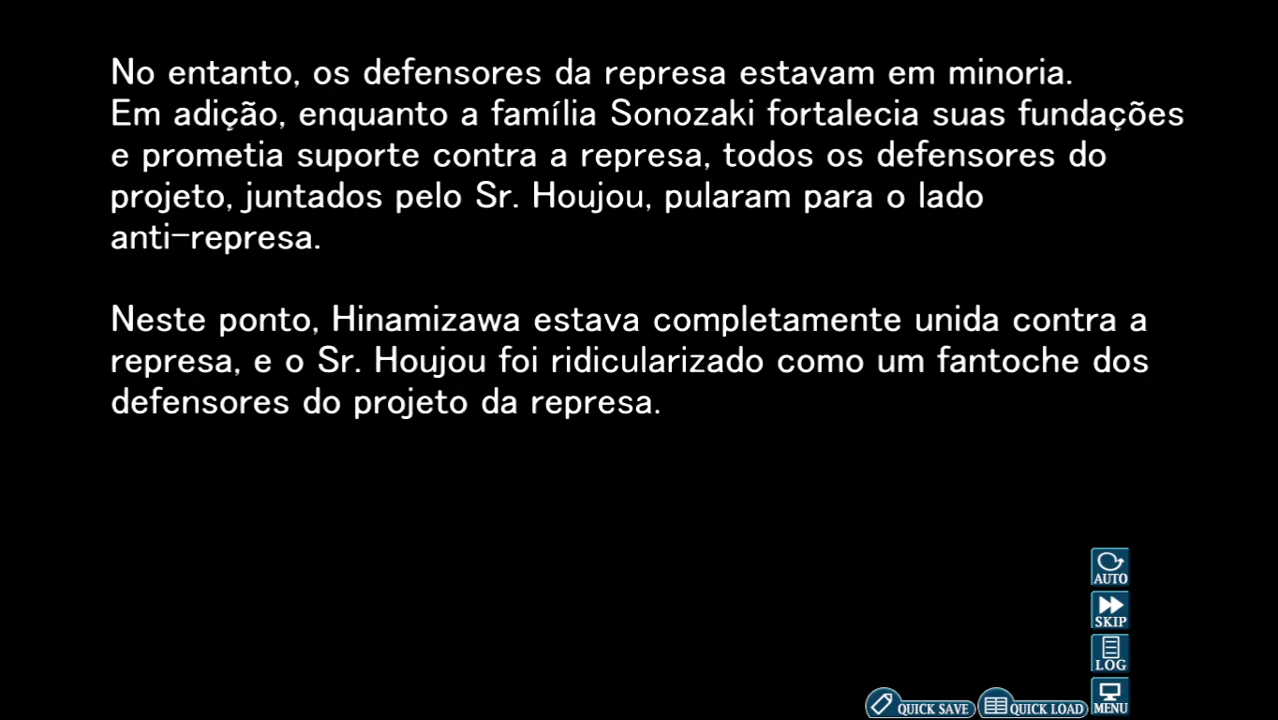 No entanto, os defensores da represa estavam em minoria.
Em adição, enquanto a família Sonozaki fortalecia suas fundações
e prometia suporte contra a represa, todos os defensores do
projeto, juntados pelo Sr. Houjou, pularam para o lado
anti-represa.
Neste ponto, Hinamizawa estava completamente unida contra a
represa, e o Sr. Houjou foi ridicularizado como um fantoche dos
defensores do projeto da represa.
AUTO
SKIP
LOG
QUICK SAVE QUICK LOAD MENU